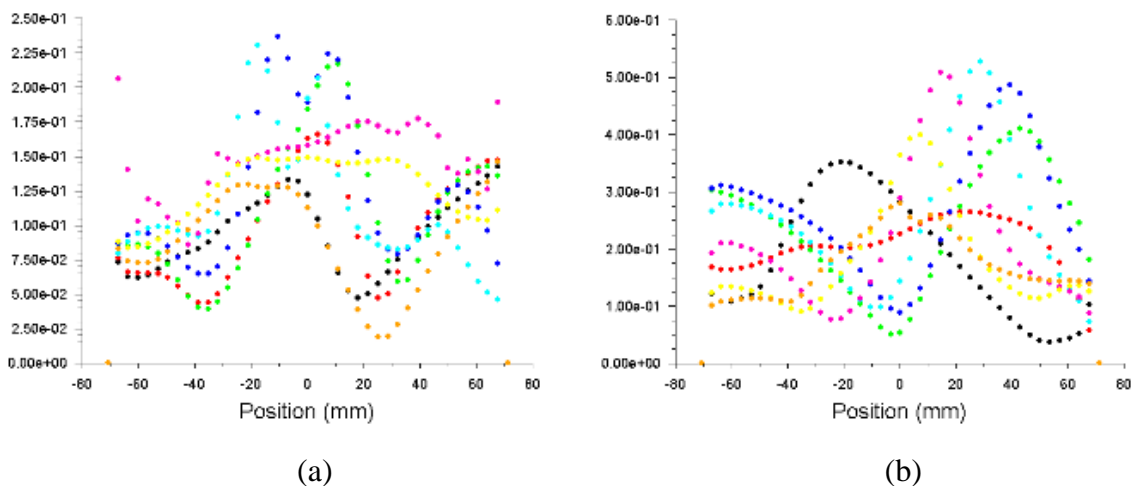 2.50e-01
2.25e-01
2.00e-01
1.75e-01
1.50e-01
1.25e-01
1.00e-01
7.50e-02
5.00e-02
2.50e-02
0.00e+00
-80 -60 -40 -20 0 20 40 60 80
Position (mm)
(a)
6.00e-01
5.00e-01
4.00e-01
3.00e-01
2.00e-01
1.00e-01
0.00e+00
-80 -60 -40 -20 0 20 40 60 80
Position (mm)
(b)